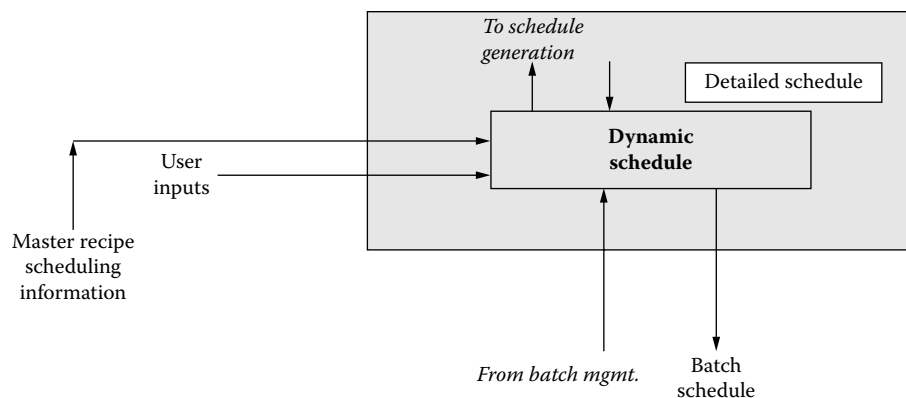 To schedule
generation
Detailed schedule
Dynamic
schedule
User
inputs
Master recipe
scheduling
information
From batch mgmt.
Batch
schedule